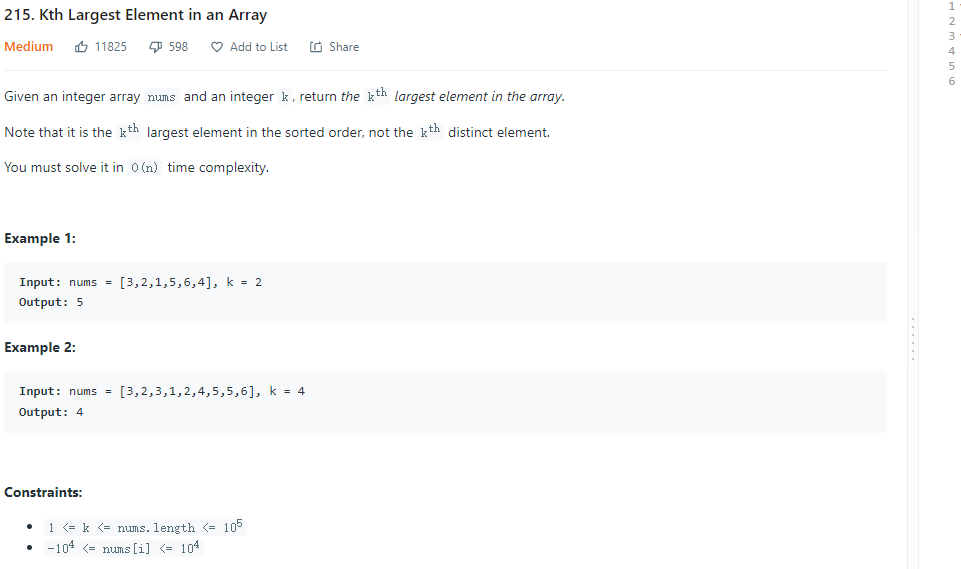 215. Kth Largest Element in an Array
Medium 11825 598 Add to List Share
Given an integer array nums and an integer k, return the kth largest element in the array.
Note that it is the kth largest element in the sorted order, not the kth distinct element.
You must solve it in O(n) time complexity.
Example 1:
Input: nums = [3,2,1,5,6,4], k = 2
Output: 5
Example 2:
Input: nums = [3,2,3,1,2,4,5,5,6], k = 4
Output: 4
Constraints:
• 1 <= k <= nums.length <= 10^5
• -10^4 <= nums[i] <= 10^4
1
2
3
4
5
6